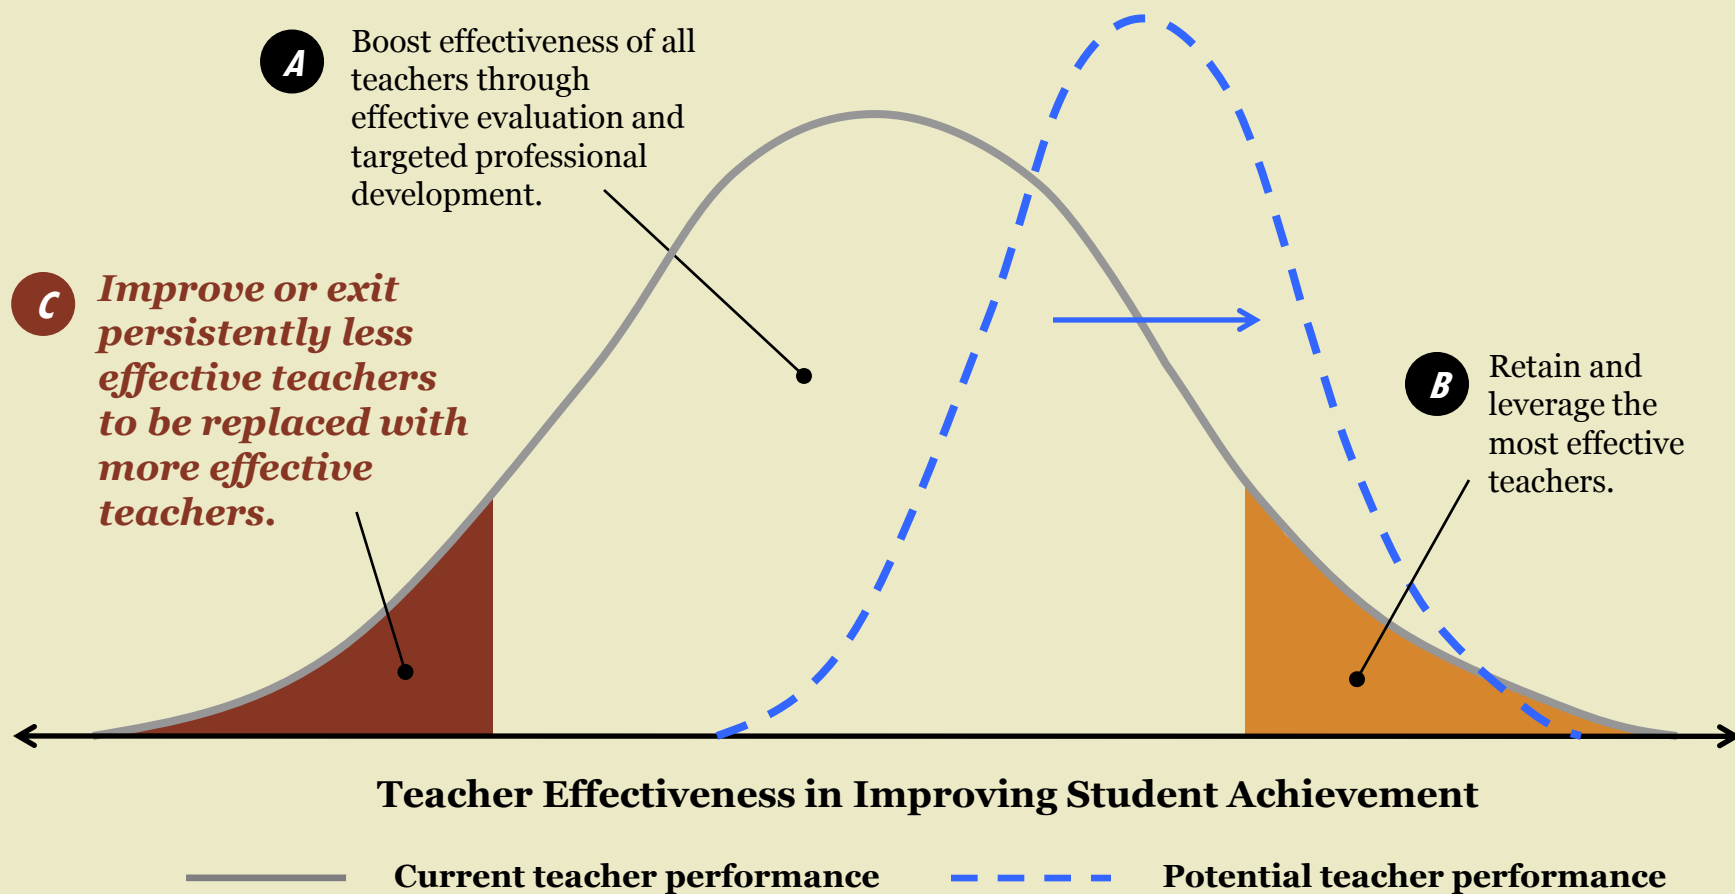 A
Boost effectiveness of all
teachers through
effective evaluation and
targeted professional
development.
C
Improve or exit
persistently less
effective teachers
to be replaced with
more effective
teachers.
B
Retain and
leverage the
most effective
teachers.
Teacher Effectiveness in Improving Student Achievement
Current teacher performance
Potential teacher performance